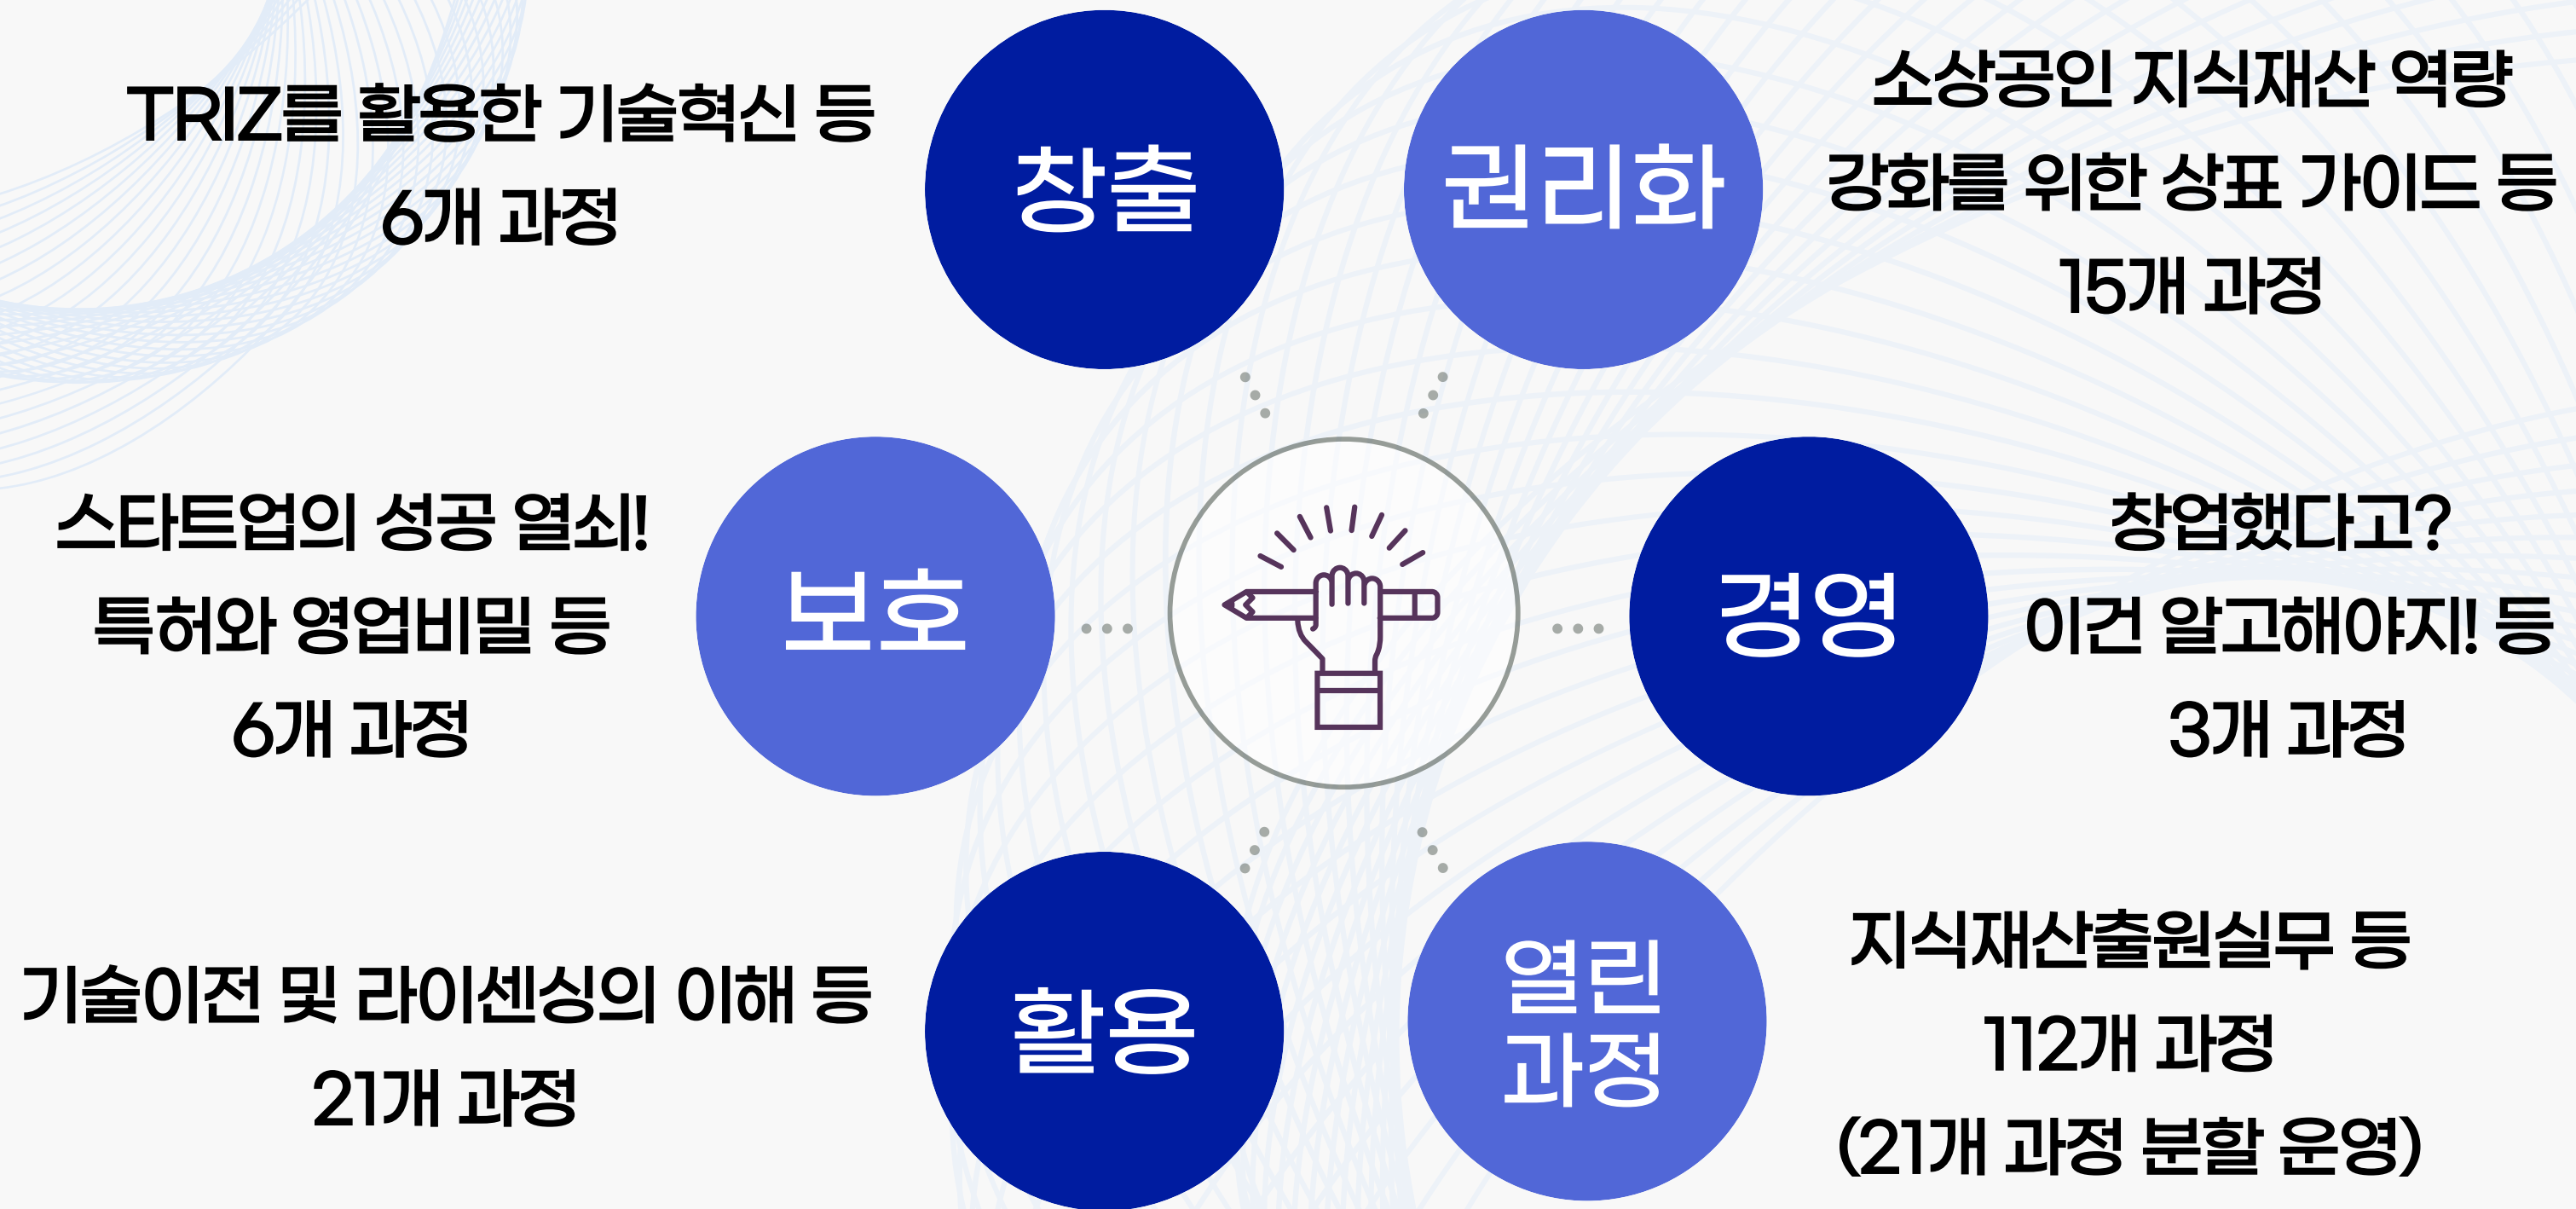 TRIZ를 활용한 기술혁신 등
6개 과정
창출
권리화
소상공인 지식재산 역량
강화를 위한 상표 가이드 등
15개 과정
스타트업의 성공 열쇠!
특허와 영업비밀 등
6개 과정
보호
경영
창업했다고?
이건 알고해야지! 등
3개 과정
기술이전 및 라이센싱의 이해 등
21개 과정
활용
열린
과정
지식재산출원실무 등
112개 과정
(21개 과정 분할 운영)